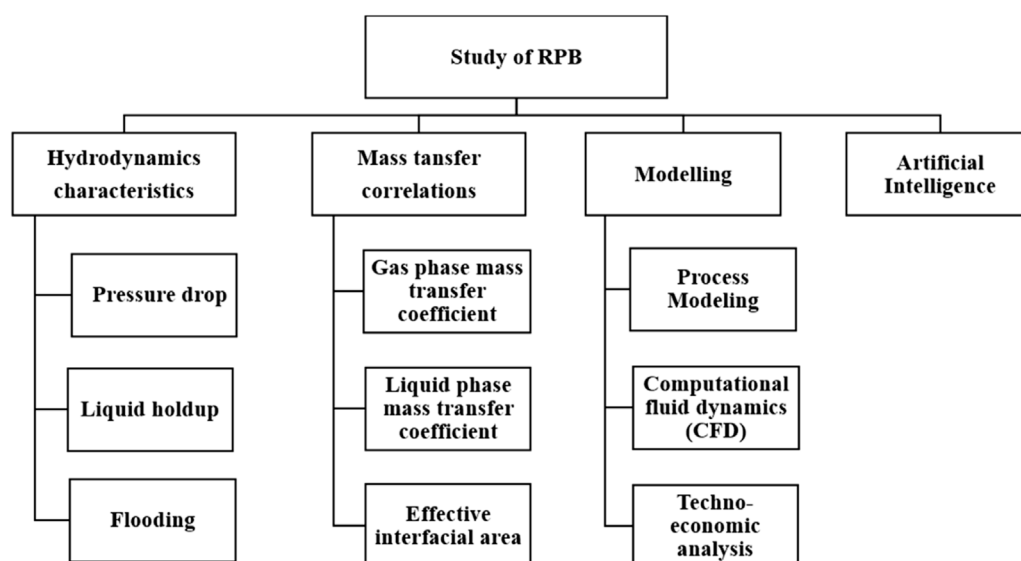 Study of RPB
Hydrodynamics
characteristics
Mass tansfer
correlations
Modelling
Artificial
Intelligence
Pressure drop
Liquid holdup
Flooding
Gas phase mass
transfer
coefficient
Liquid phase
mass transfer
coefficient
Effective
interfacial area
Process
Modeling
Computational
fluid dynamics
(CFD)
Techno-
economic
analysis